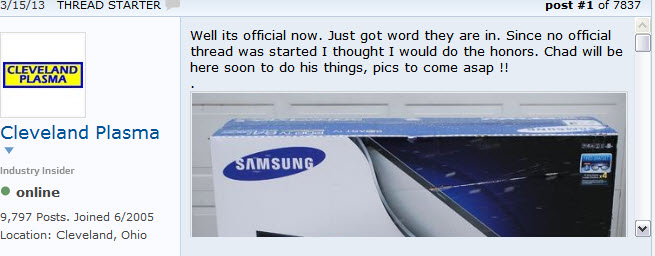 3/15/13 THREAD STARTER
post #1 of 7837
CLEVELAND
PLASMA
Cleveland Plasma
Industry Insider
online
9,797 Posts. Joined 6/2005
Location: Cleveland, Ohio
Well its official now. Just got word they are in. Since no official
thread was started I thought I would do the honors. Chad will be
here soon to do his things, pics to come asap !!
.
SAMSUNG